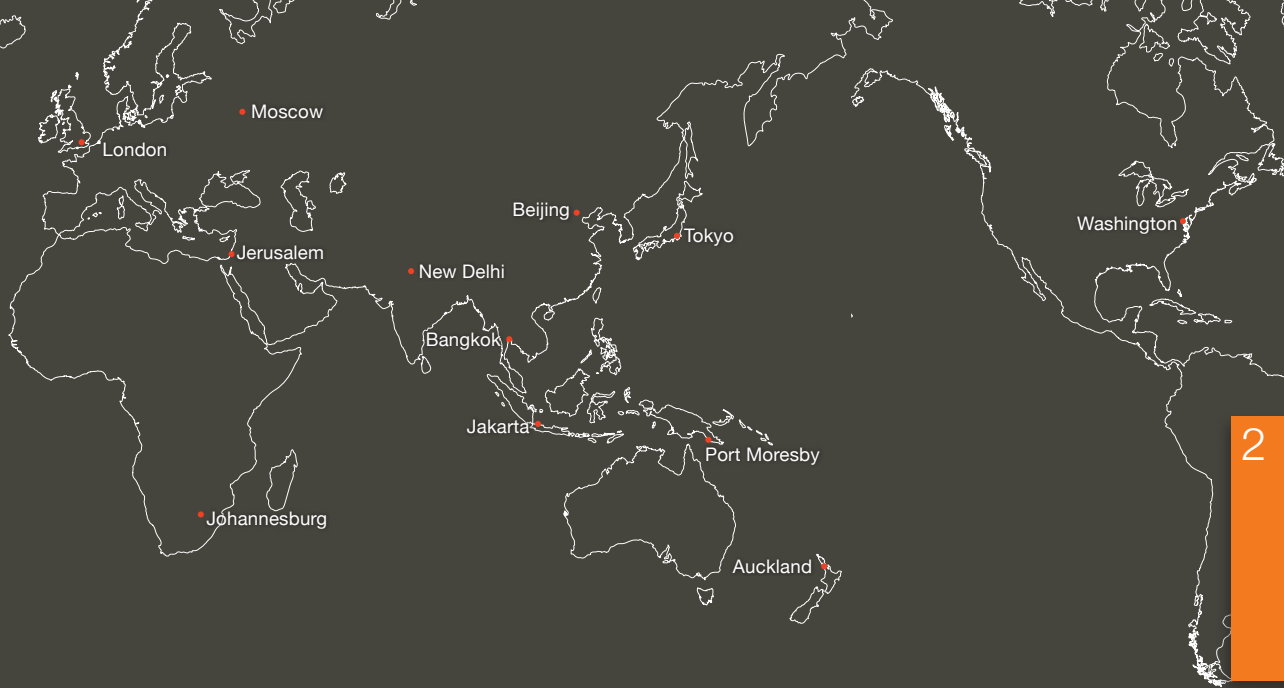 Moscow
London
Beijing
Washington
Tokyo
Jerusalem
New Delhi
Bangkok
Jakarta
2
Port Moresby
Johannesburg
Auckland